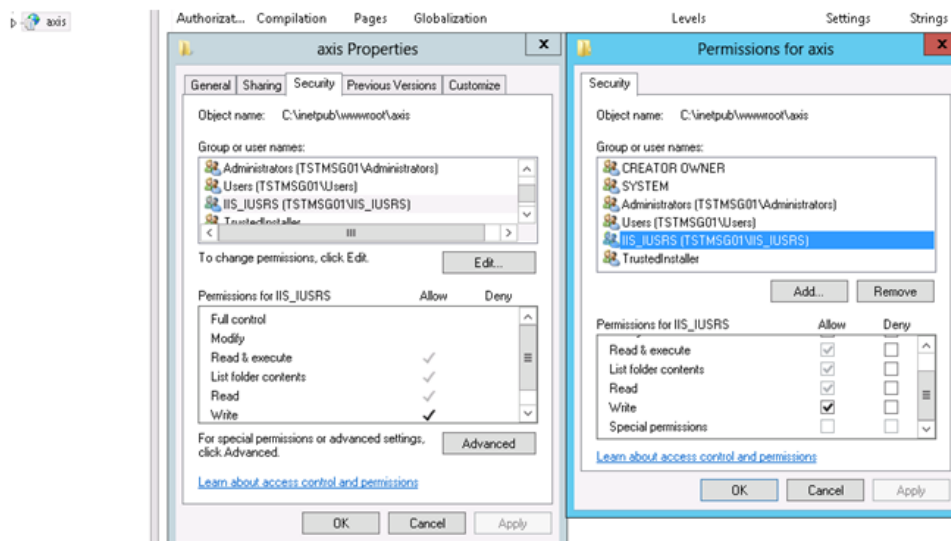 axis
Authorizat... Compilation Pages Globalization Levels Settings Strings
axis Properties
x
General Sharing Security Previous Versions Customize
Object name: C:\inetpub\wwwroot\axis
Group or user names:
Administrators (TSTMSG01\Administrators)
Users (TSTMSG01\Users)
IIS_IUSRS (TSTMSG01\IIS_IUSRS)
TrustedInstaller
To change permissions, click Edit.
Edit...
Permissions for IIS_IUSRS Allow Deny
Full control
Modify
Read & execute
List folder contents
Read
Write
For special permissions or advanced settings,
click Advanced.
Advanced
Learn about access control and permissions
OK Cancel Apply
Permissions for axis
x
Security
Object name: C:\inetpub\wwwroot\axis
Group or user names:
CREATOR OWNER
SYSTEM
Administrators (TSTMSG01\Administrators)
Users (TSTMSG01\Users)
IIS_IUSRS (TSTMSG01\IIS_IUSRS)
TrustedInstaller
Add... Remove
Permissions for IIS_IUSRS Allow Deny
Read & execute
List folder contents
Read
Write
Special permissions
Learn about access control and permissions
OK Cancel Apply